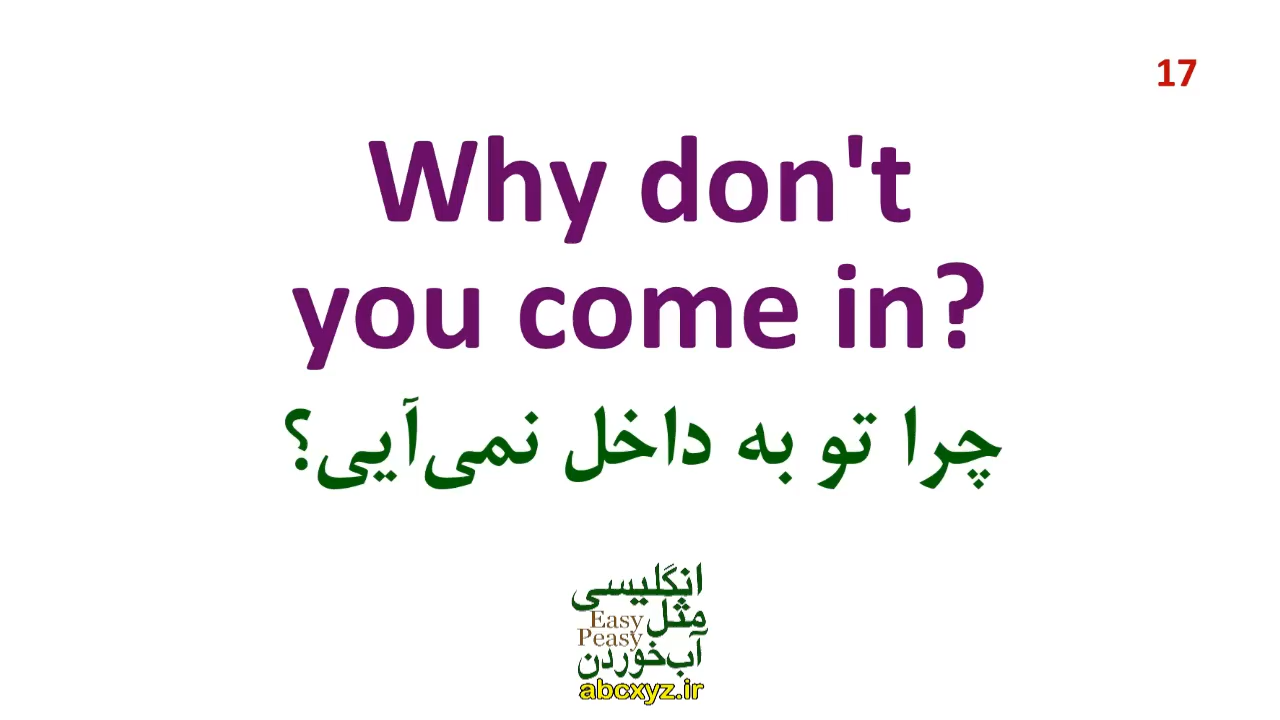 17
Why don't
you come in?
چرا تو به داخل نمی‌آیی؟
انگلیسی
مثل
Easy
Peasy
آب‌خوردن
abcxyz.ir